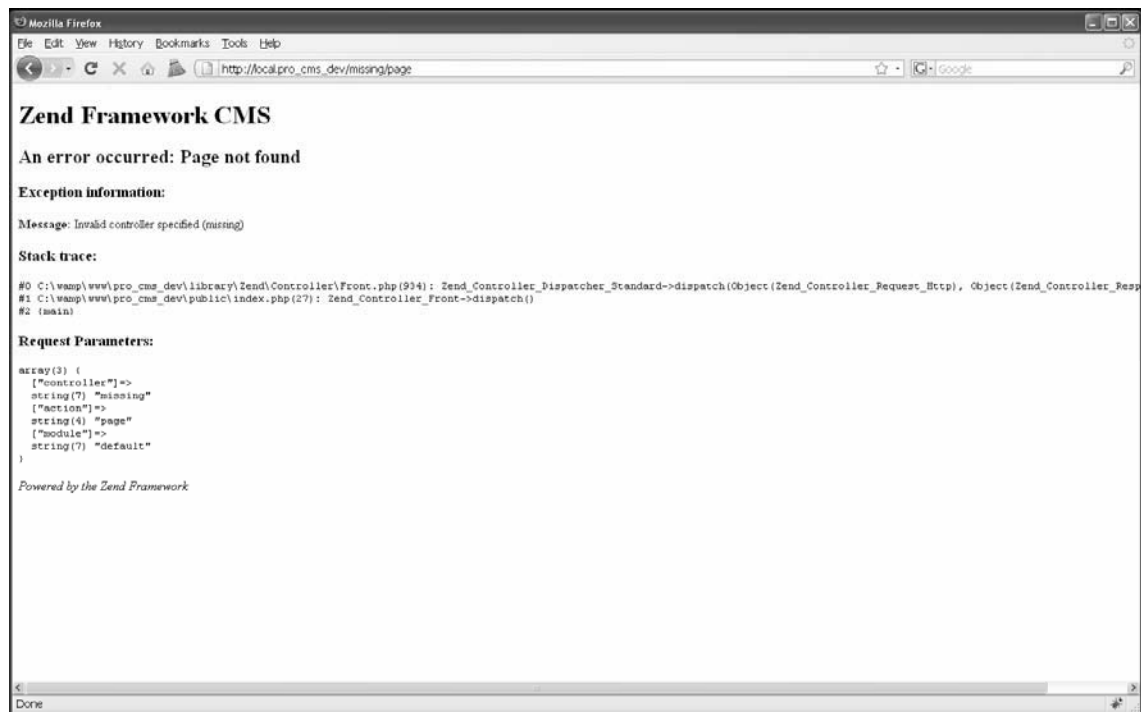 Mozilla Firefox
File Edit View History Bookmarks Tools Help
http://local.pro_cms_dev/missing/page
Google
Zend Framework CMS
An error occurred: Page not found
Exception information:
Message: Invalid controller specified (missing)
Stack trace:
#0 C:\wamp\www\pro_cms_dev\library\Zend\Controller\Front.php(934): Zend_Controller_Dispatcher_Standard->dispatch(Object(Zend_Controller_Request_Http), Object(Zend_Controller_Resp
#1 C:\wamp\www\pro_cms_dev\public\index.php(27): Zend_Controller_Front->dispatch()
#2 {main}
Request Parameters:
array(3) {
["controller"]=>
string(7) "missing"
["action"]=>
string(4) "page"
["module"]=>
string(7) "default"
}
Powered by the Zend Framework
Done